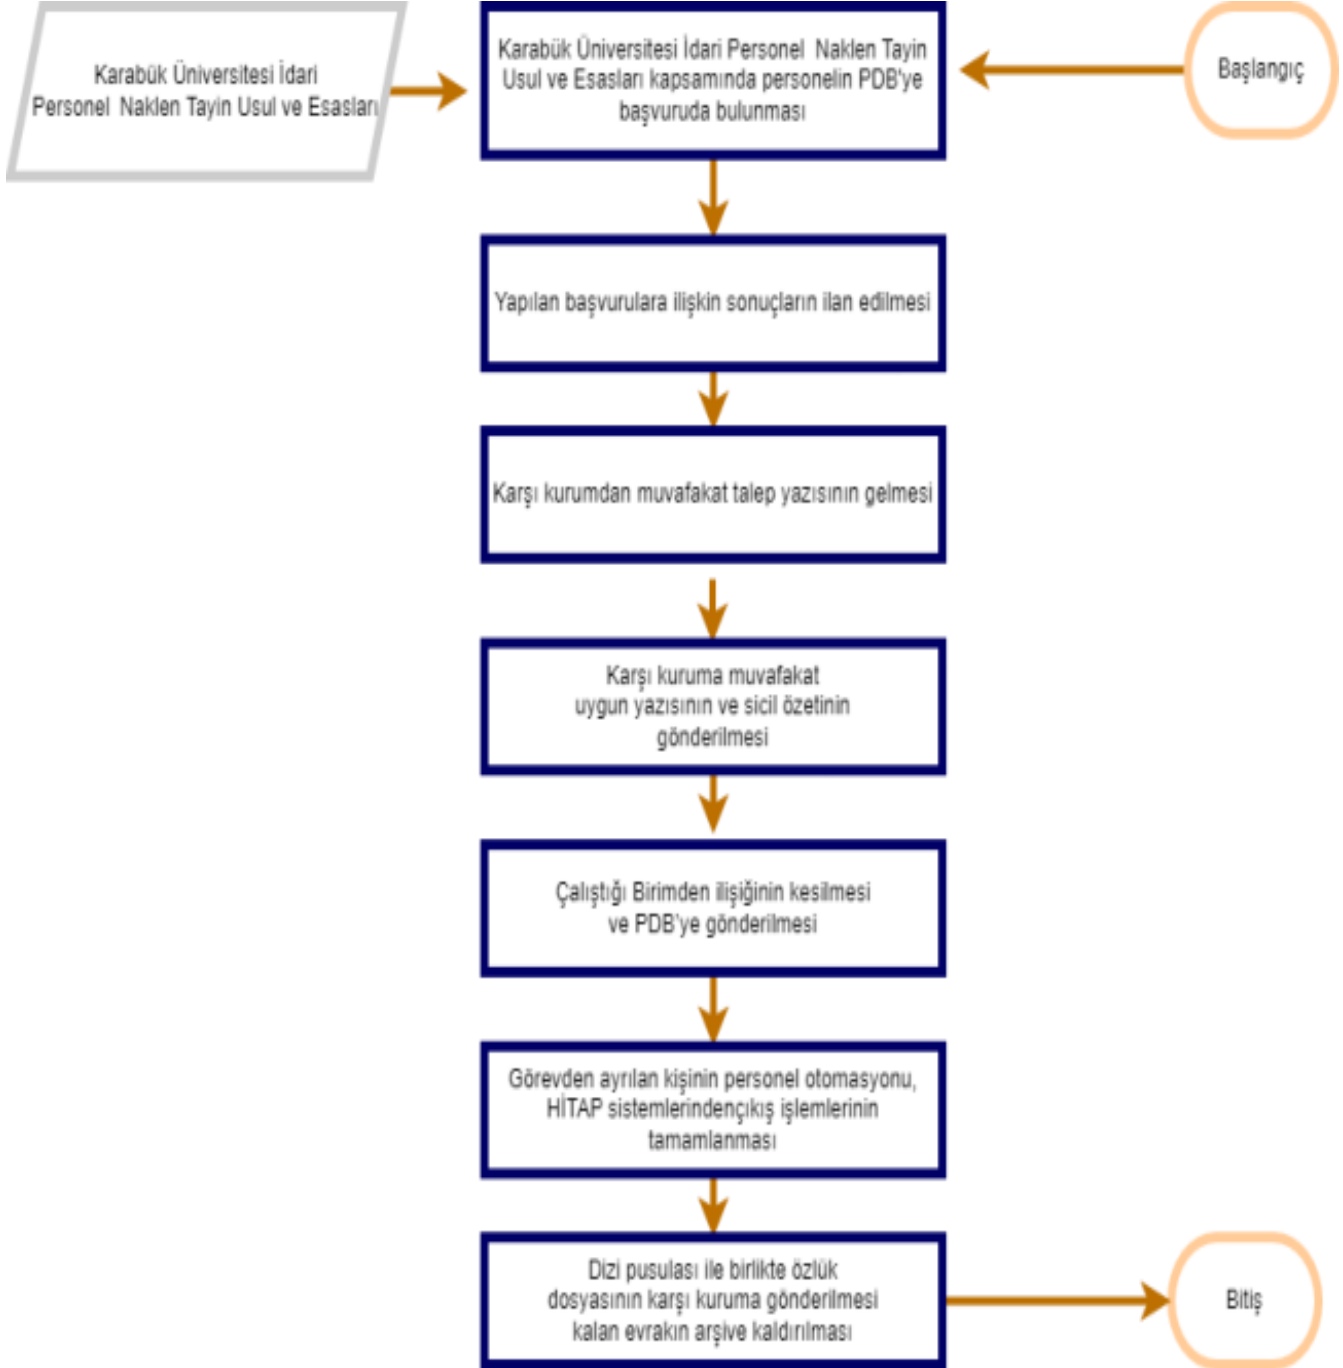 Karabük Üniversitesi İdari
Personel  Naklen Tayin Usul ve Esasları
Karabük Üniversitesi İdari Personel  Naklen Tayin
Usul ve Esasları kapsamında personelin PDB'ye
başvuruda bulunması
Başlangıç
Yapılan başvurulara ilişkin sonuçların ilan edilmesi
Karşı kurumdan muvafakat talep yazısının gelmesi
Karşı kuruma muvafakat
uygun yazısının ve sicil özetinin
gönderilmesi
Çalıştığı Birimden ilişiğinin kesilmesi
ve PDB'ye gönderilmesi
Görevden ayrılan kişinin personel otomasyonu,
HİTAP sistemlerindençıkış işlemlerinin
tamamlanması
Dizi pusulası ile birlikte özlük
dosyasının karşı kuruma gönderilmesi
kalan evrakın arşive kaldırılması
Bitiş